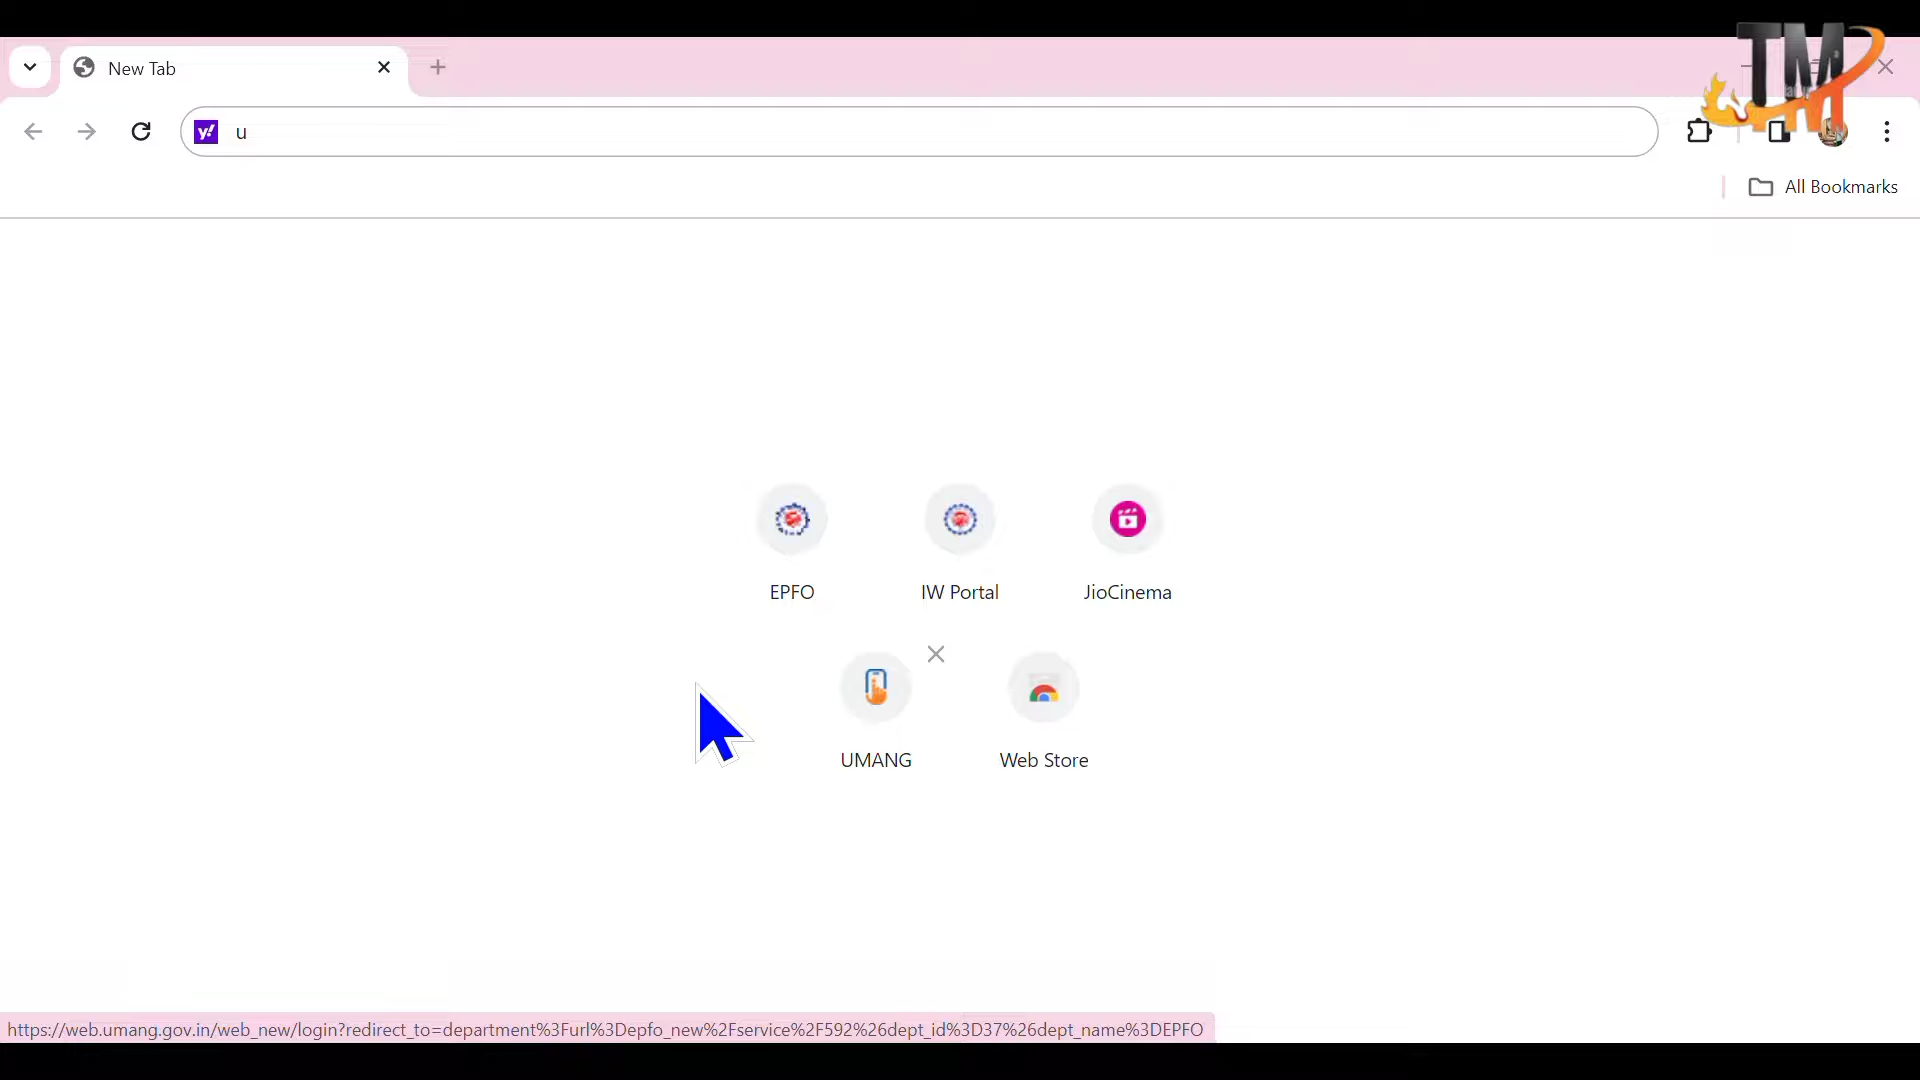 New Tab
TM
y!
u
All Bookmarks
EPFO
IW Portal
JioCinema
UMANG
Web Store
https://web.umang.gov.in/web_new/login?redirect_to=department%3Furl%3Depfo_new%2Fservice%2F592%26dept_id%3D37%26dept_name%3DEPFO